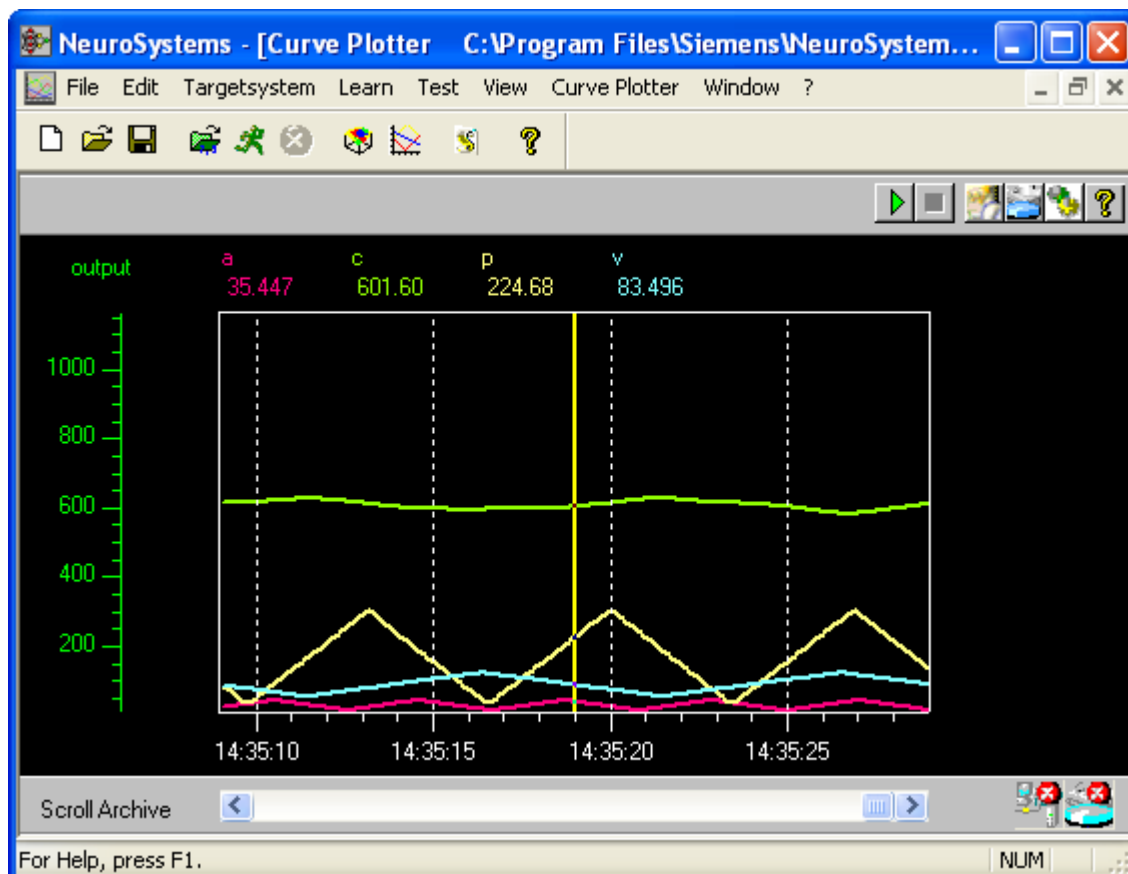 NeuroSystems - [Curve Plotter C:\Program Files\Siemens\NeuroSystem...
File Edit Targetsystem Learn Test View Curve Plotter Window ?
output
a c p v
35.447 601.60 224.68 83.496
1000
800
600
400
200
14:35:10 14:35:15 14:35:20 14:35:25
Scroll Archive
For Help, press F1. NUM